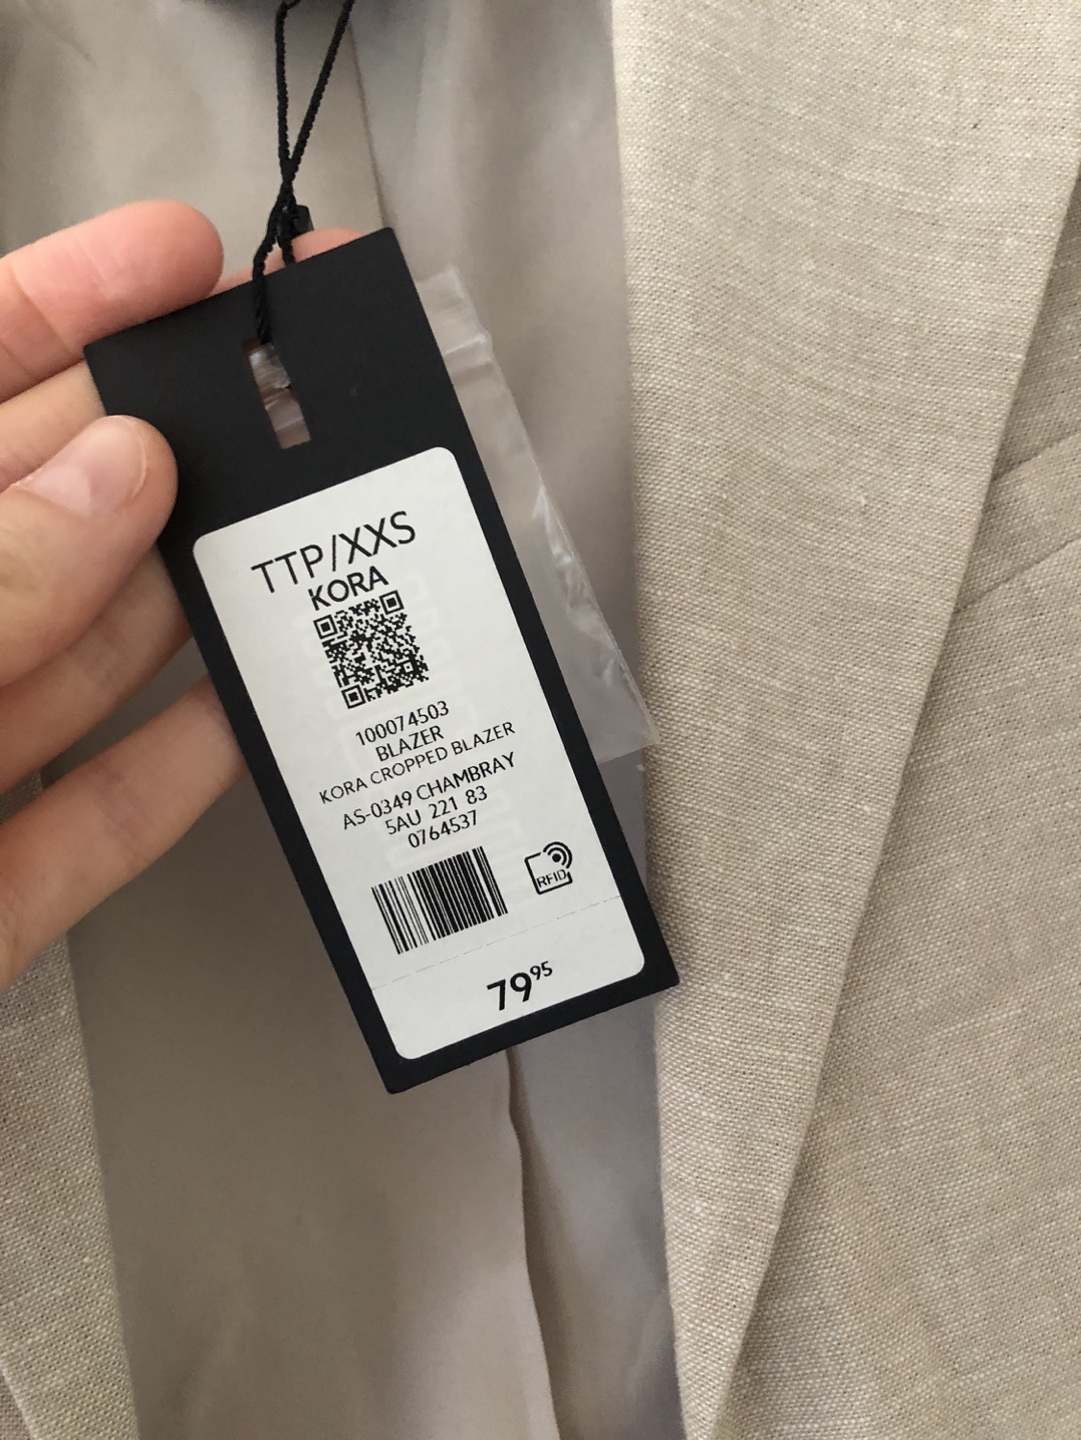 TTP/XXS
KORA
100074503
BLAZER
KORA CROPPED BLAZER
AS-0349 CHAMBRAY
5AU 221 83
0764537
RFID
7995